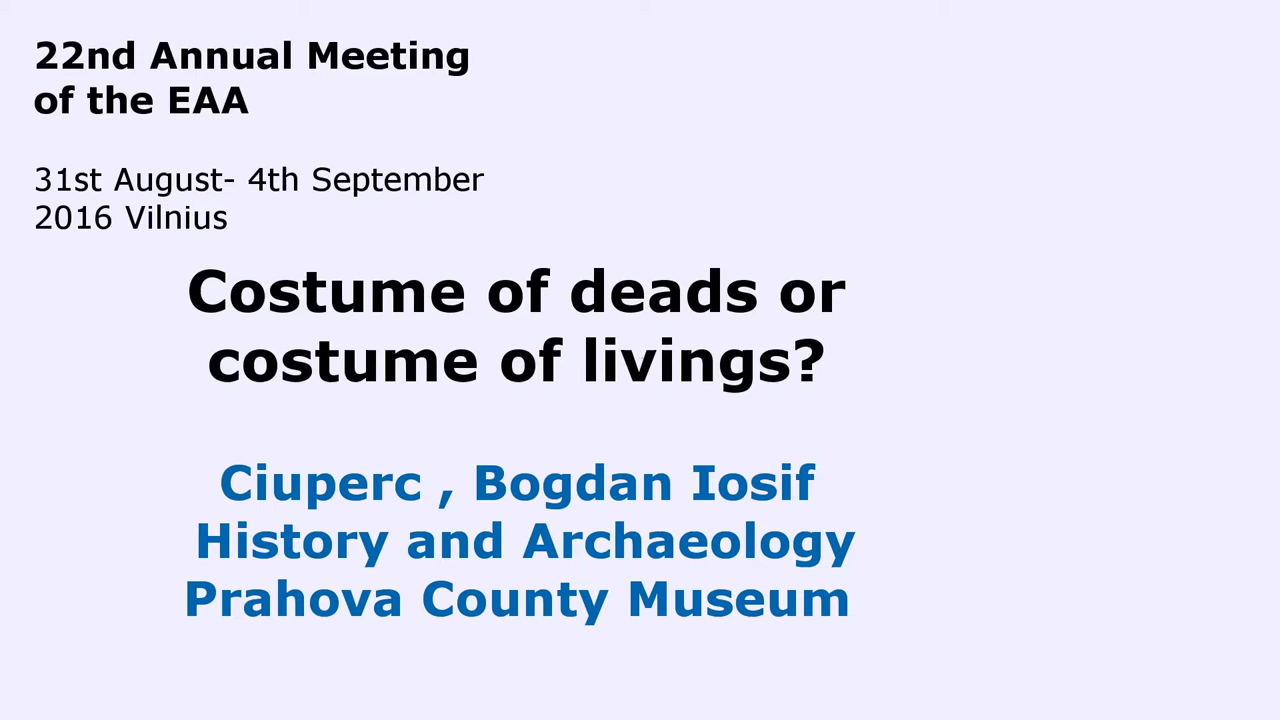 22nd Annual Meeting
of the EAA
31st August- 4th September
2016 Vilnius
Costume of deads or
costume of livings?
Ciuperc , Bogdan Iosif
History and Archaeology
Prahova County Museum